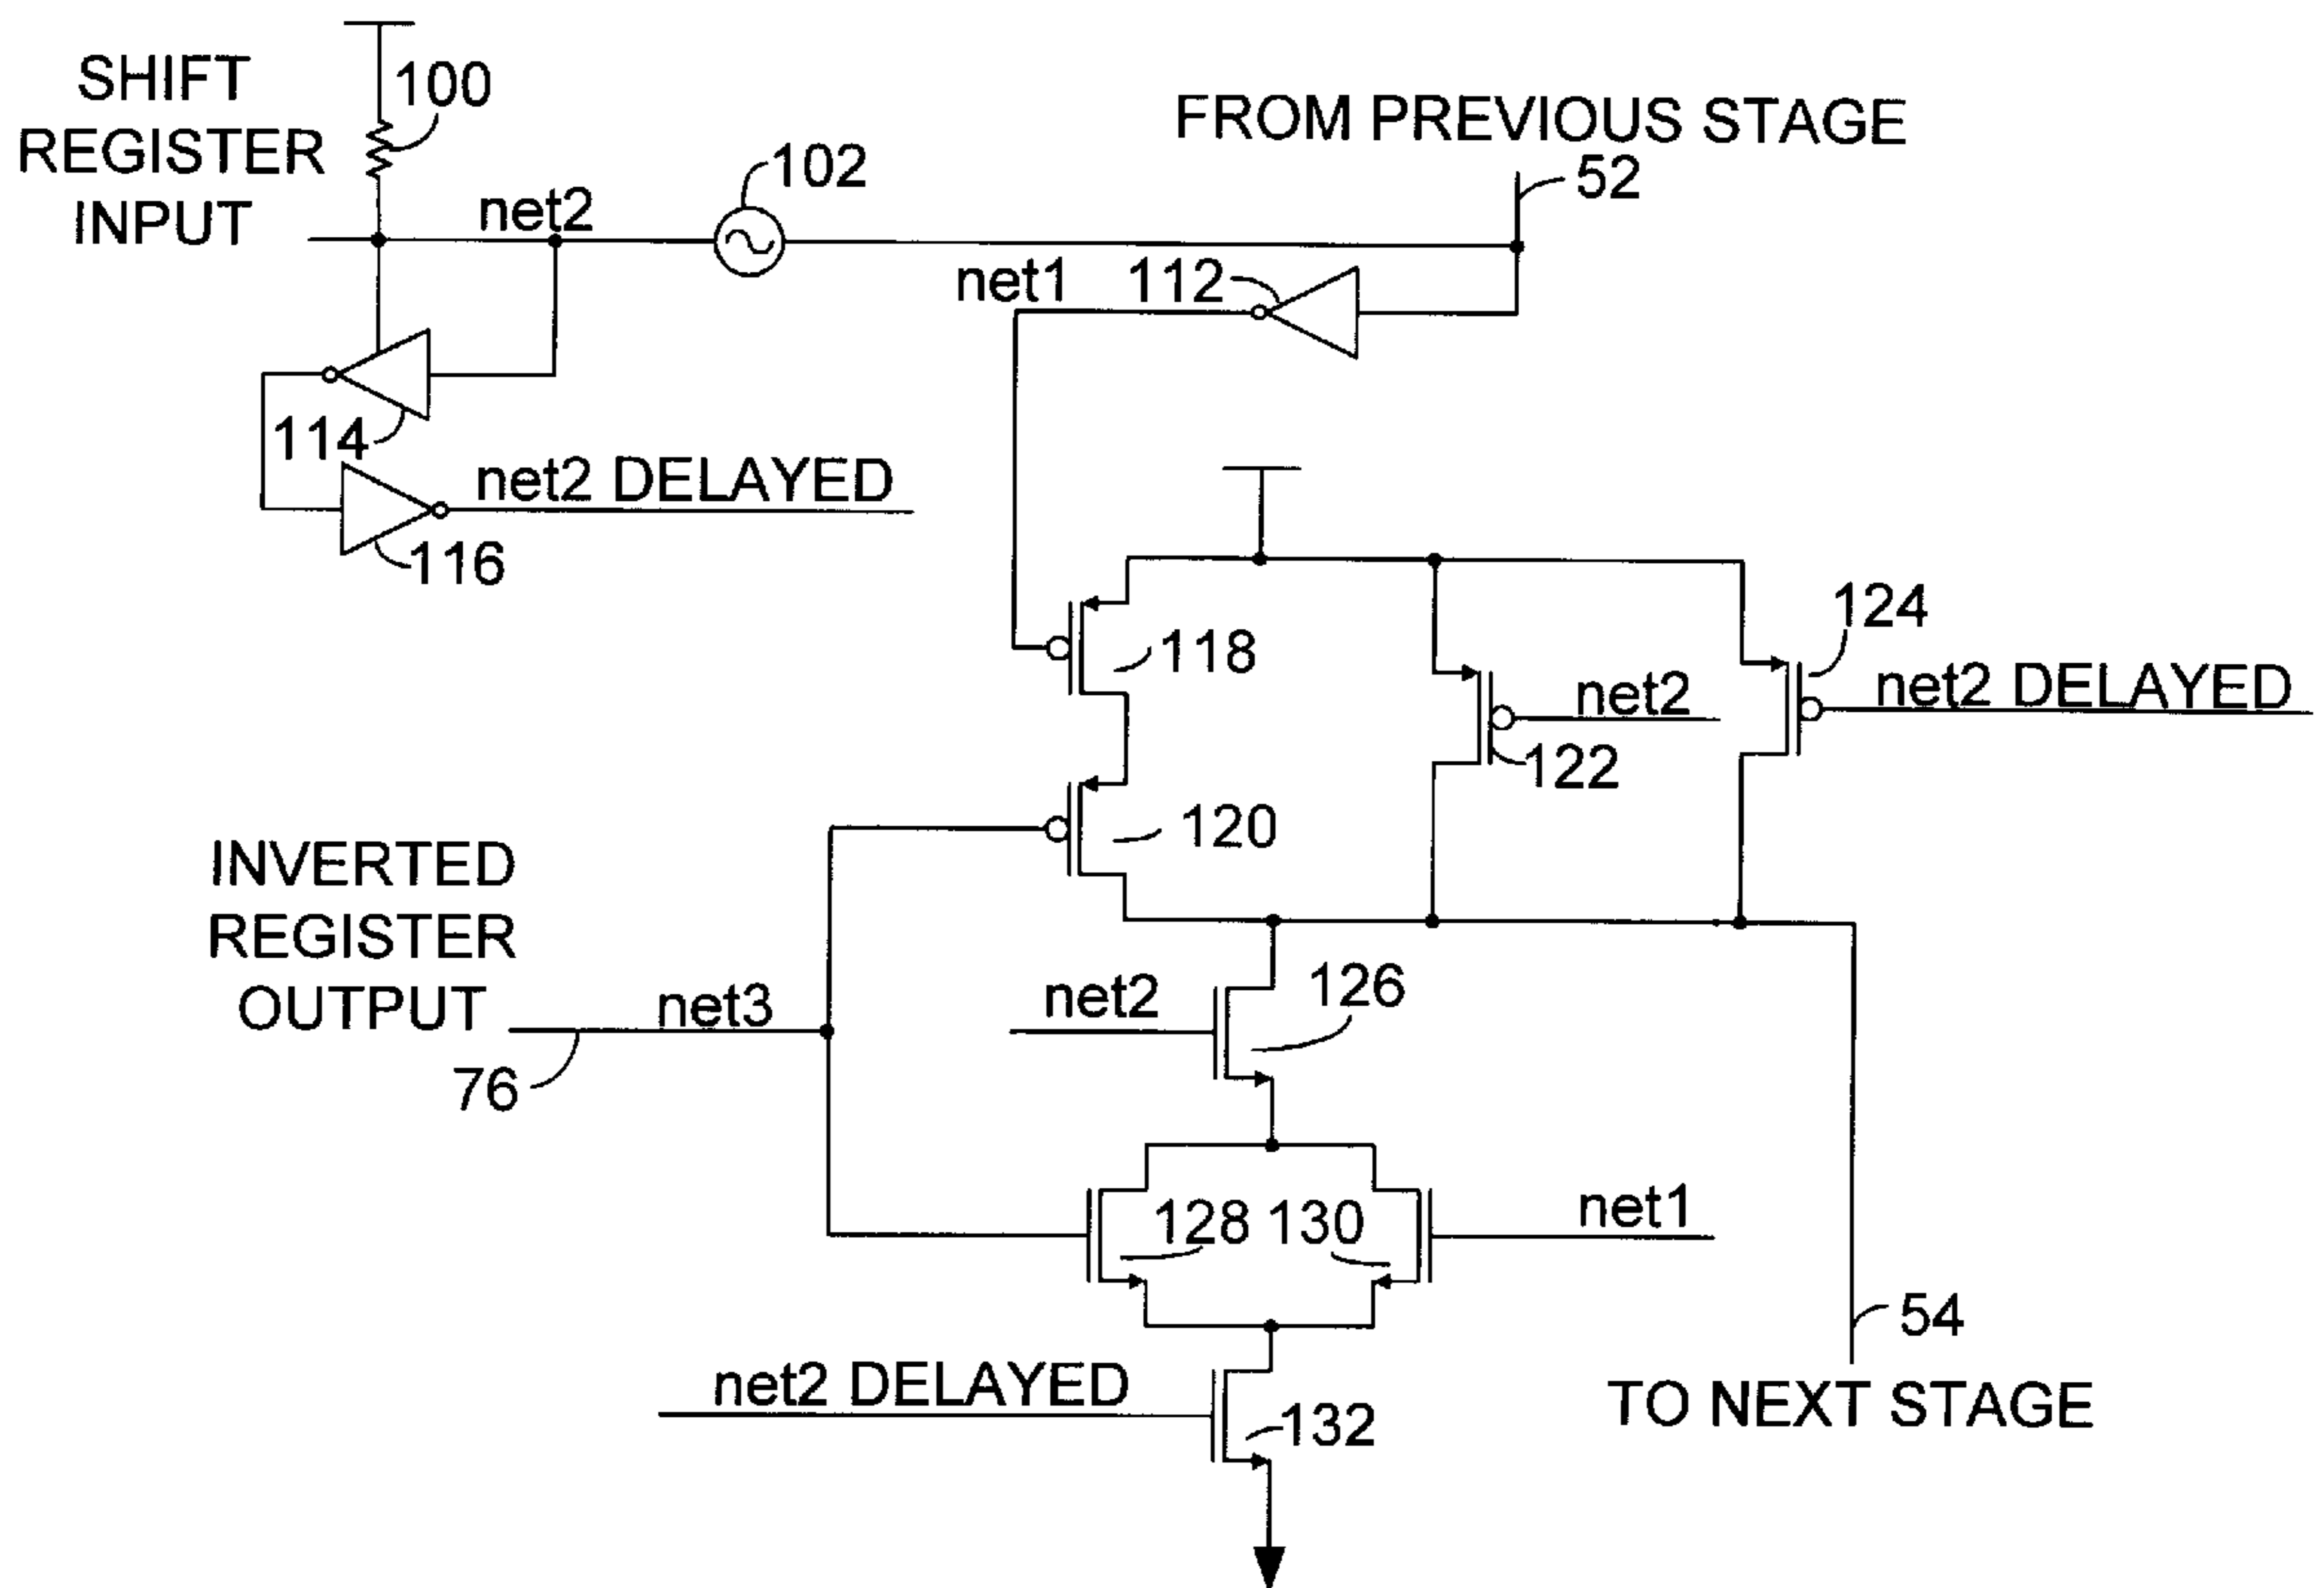 SHIFT
REGISTER
INPUT
100
net2
102
FROM PREVIOUS STAGE
52
net1
112
114
net2 DELAYED
116
118
124
net2
net2 DELAYED
122
120
INVERTED
REGISTER
OUTPUT
net3
76
net2
126
128
130
net1
54
net2 DELAYED
132
TO NEXT STAGE